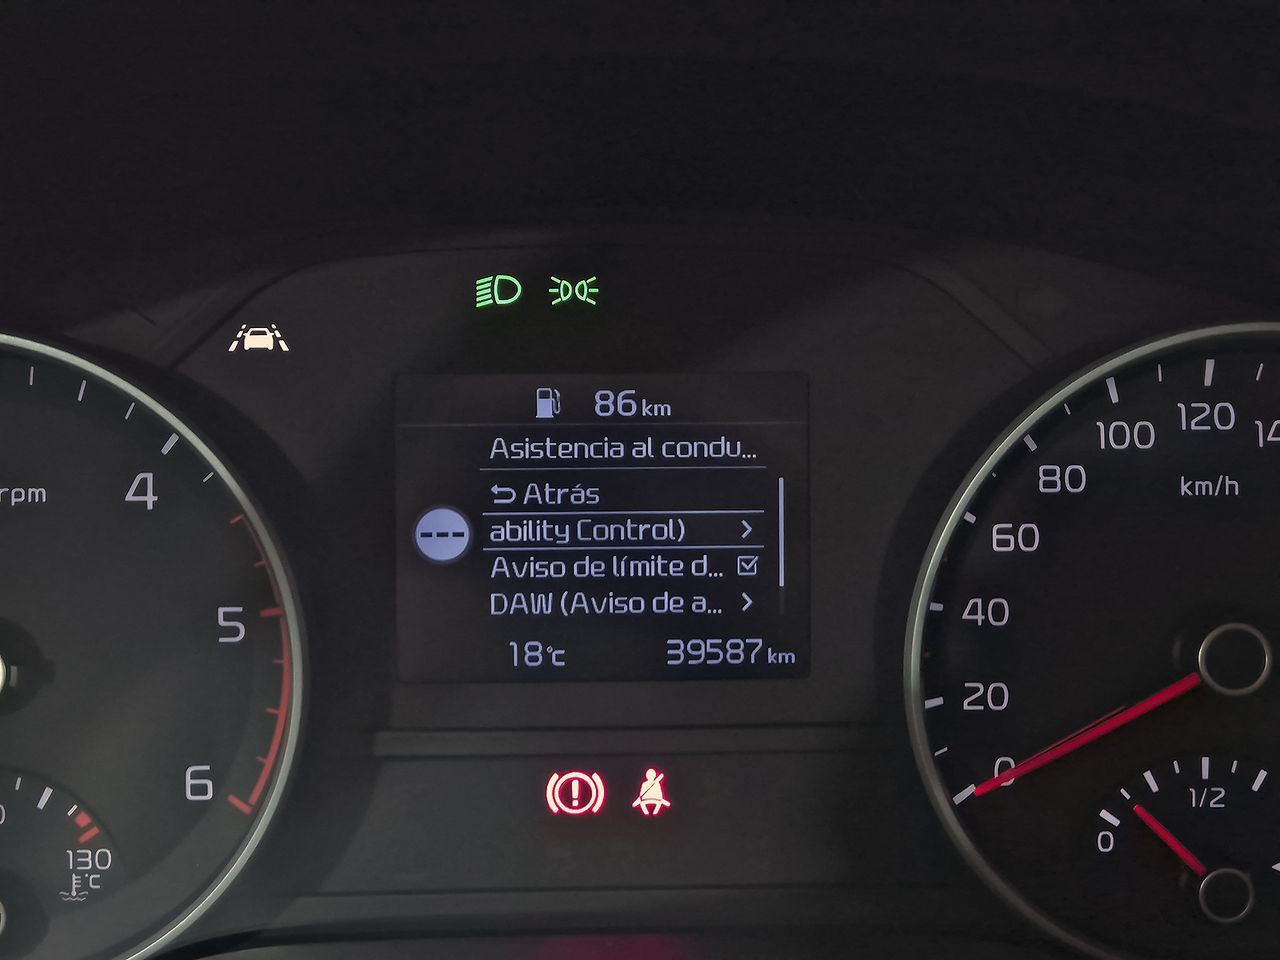 86 km
Asistencia al condu...
Atrás
ability Control)
Aviso de límite d...
DAW (Aviso de a...
18°C
39587 km
rpm
4
5
6
130
°C
0
20
40
60
80
100
120
km/h
0
1/2